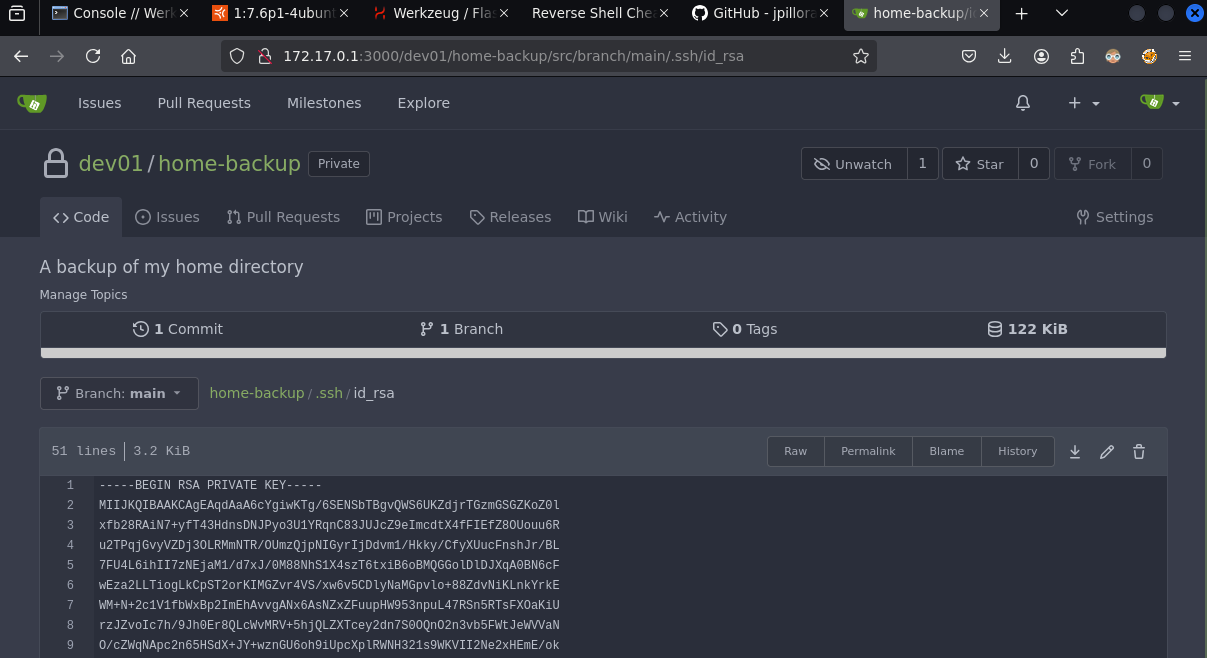 Console // Werk
1:7.6p1-4ubunt
Werkzeug / Flas
Reverse Shell Chea
GitHub - jpillora
home-backup/i
172.17.0.1:3000/dev01/home-backup/src/branch/main/.ssh/id_rsa
Issues
Pull Requests
Milestones
Explore
dev01/home-backup
Private
Unwatch 1
Star 0
Fork 0
Code
Issues
Pull Requests
Projects
Releases
Wiki
Activity
Settings
A backup of my home directory
Manage Topics
1 Commit
1 Branch
0 Tags
122 KiB
Branch: main
home-backup/.ssh/id_rsa
51 lines | 3.2 KiB
Raw
Permalink
Blame
History
1 -----BEGIN RSA PRIVATE KEY-----
2 MIIJKQIBAAKCAgEAqdAaA6cYgiwKTg/6SENSbTBgvQWS6UKZdjrTGzmGSGZKoZ0l
3 xfb28RAiN7+yfT43HdnsDNJPyo3U1YRqnC83JUJcZ9eImcdtX4fFIEfZ8OUouu6R
4 u2TPqjGvyVZDj3OLRMmNTR/OUmzQjpNIGyrIjDdvm1/Hkky/CfyXUucFnshJr/BL
5 7FU4L6ihII7zNEjaM1/d7xJ/0M88NhS1X4szT6txiB6oBMQGGolDlDJXqA0BN6cF
6 wEza2LLTiogLkCpST2orKIMGZvr4VS/xw6v5CDlyNaMGpvlo+88ZdvNiKLnkYrkE
7 WM+N+2c1V1fbWxBp2ImEhAvvgANx6AsNZxZFuupHW953npuL47RSn5RTsFXOaKiU
8 rzJZvoIc7h/9Jh0Er8QLcWvMRV+5hjQLZXTcey2dn7S0OQnO2n3vb5FWtJeWVVaN
9 O/cZWqNApc2n65HSdX+JY+wznGU6oh9iUpcXplRWNH321s9WKVII2Ne2xHEmE/ok